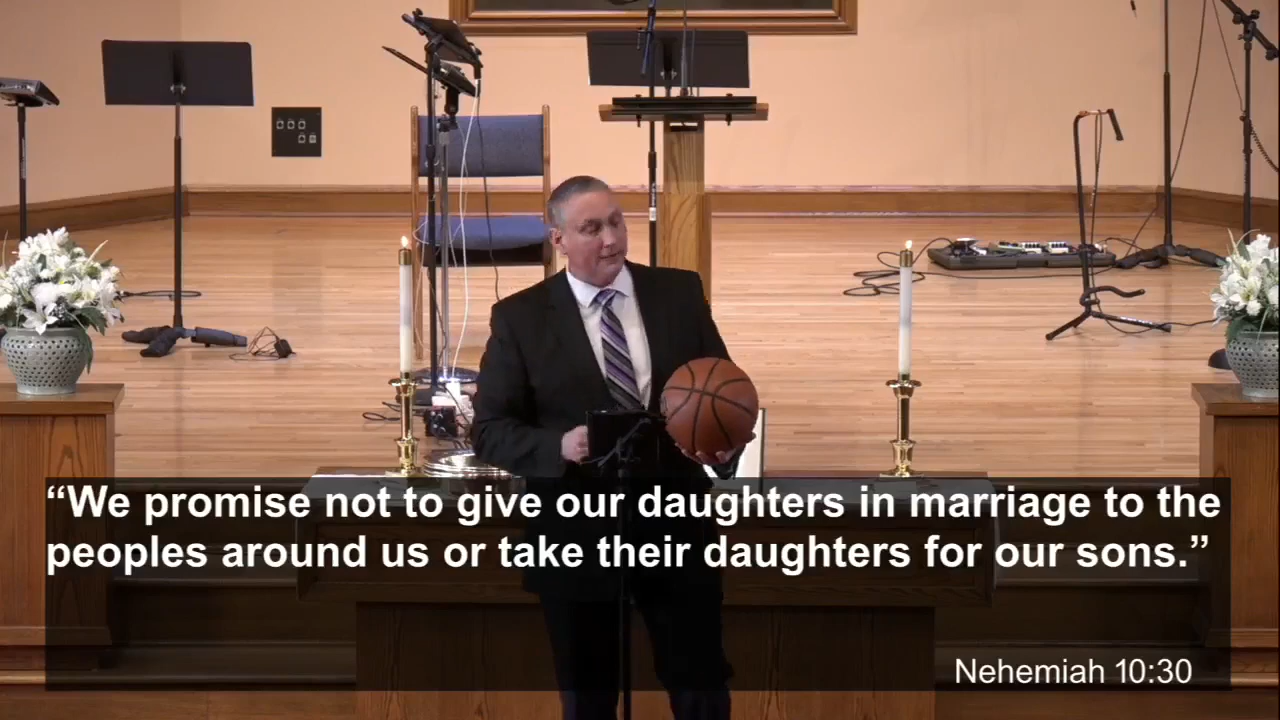 “We promise not to give our daughters in marriage to the
peoples around us or take their daughters for our sons.”
Nehemiah 10:30